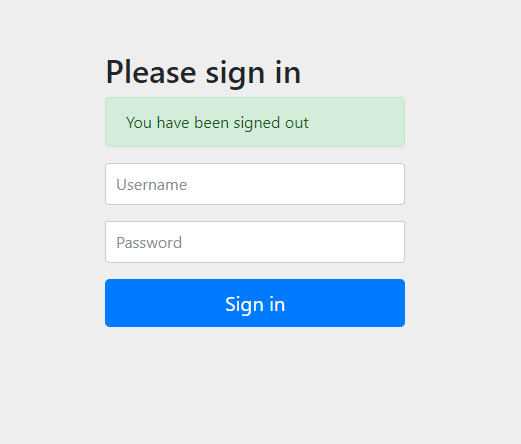 Please sign in
You have been signed out
Username
Password
Sign in